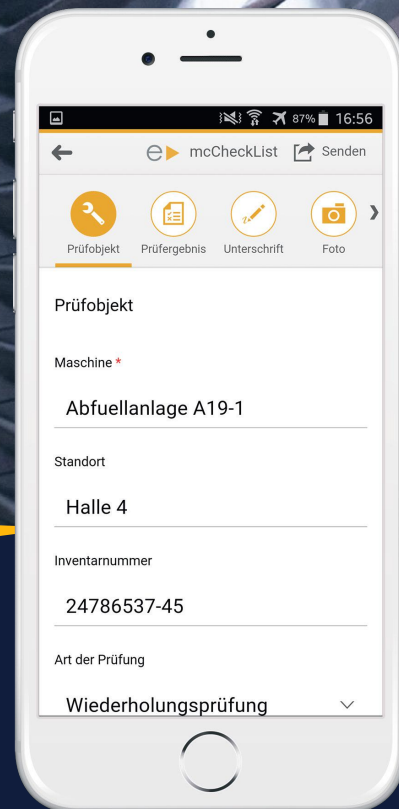 87% 16:56
e mcCheckList Senden
Prüfobjekt Prüfergebnis Unterschrift Foto
Prüfobjekt
Maschine *
Abfuellanlage A19-1
Standort
Halle 4
Inventarnummer
24786537-45
Art der Prüfung
Wiederholungsprüfung